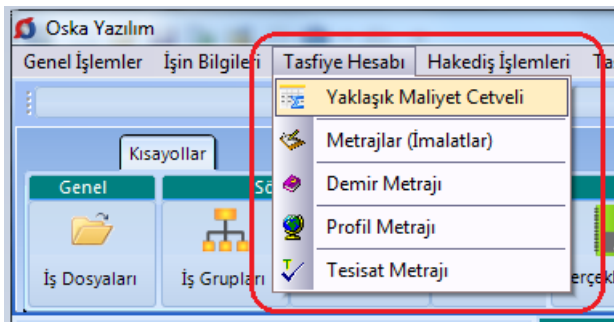 Oska Yazılım
Genel İşlemler İşin Bilgileri Tasfiye Hesabı Hakediş İşlemleri
Yaklaşık Maliyet Cetveli
Metrajlar (İmalatlar)
Demir Metrajı
Profil Metrajı
Tesisat Metrajı
Kısayollar
Genel
İş Dosyaları İş Grupları